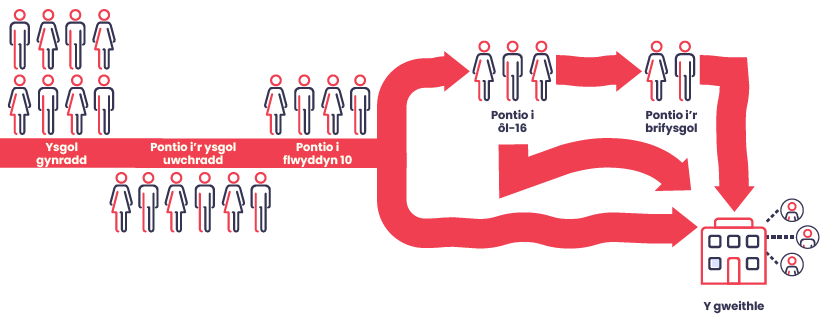 Ysgol
gynradd
Pontio i'r ysgol
uwchradd
Pontio i
flwyddyn 10
Pontio i
ôl-16
Pontio i'r
brifysgol
Y gweithle